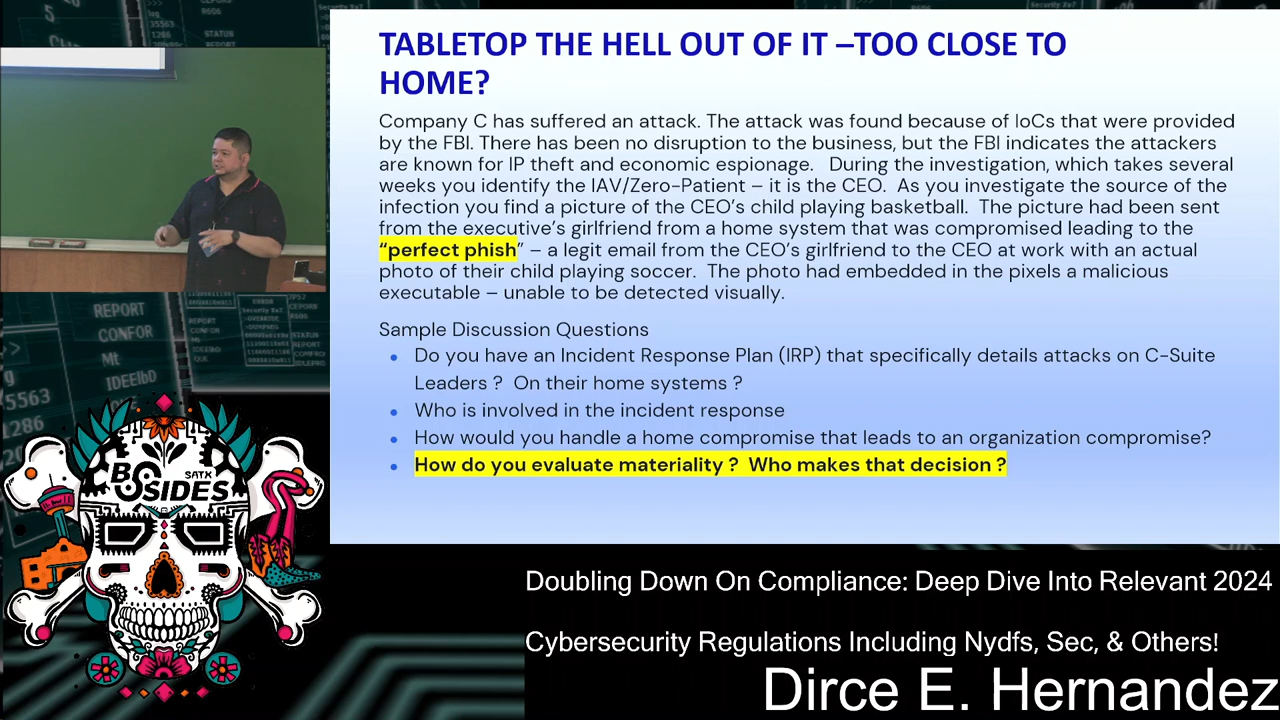 TABLETOP THE HELL OUT OF IT –TOO CLOSE TO
HOME?
Company C has suffered an attack. The attack was found because of IoCs that were provided
by the FBI. There has been no disruption to the business, but the FBI indicates the attackers
are known for IP theft and economic espionage. During the investigation, which takes several
weeks you identify the IAV/Zero-Patient – it is the CEO. As you investigate the source of the
infection you find a picture of the CEO's child playing basketball. The picture had been sent
from the executive's girlfriend from a home system that was compromised leading to the
“perfect phish” – a legit email from the CEO's girlfriend to the CEO at work with an actual
photo of their child playing soccer. The photo had embedded in the pixels a malicious
executable – unable to be detected visually.
Sample Discussion Questions
• Do you have an Incident Response Plan (IRP) that specifically details attacks on C-Suite
Leaders ? On their home systems ?
• Who is involved in the incident response
• How would you handle a home compromise that leads to an organization compromise?
• How do you evaluate materiality ? Who makes that decision ?
REPORT
CONFOR
Mt
IDEEIbD
5563
1286
BSIDES
SATX
Doubling Down On Compliance: Deep Dive Into Relevant 2024
Cybersecurity Regulations Including Nydfs, Sec, & Others!
Dirce E. Hernandez